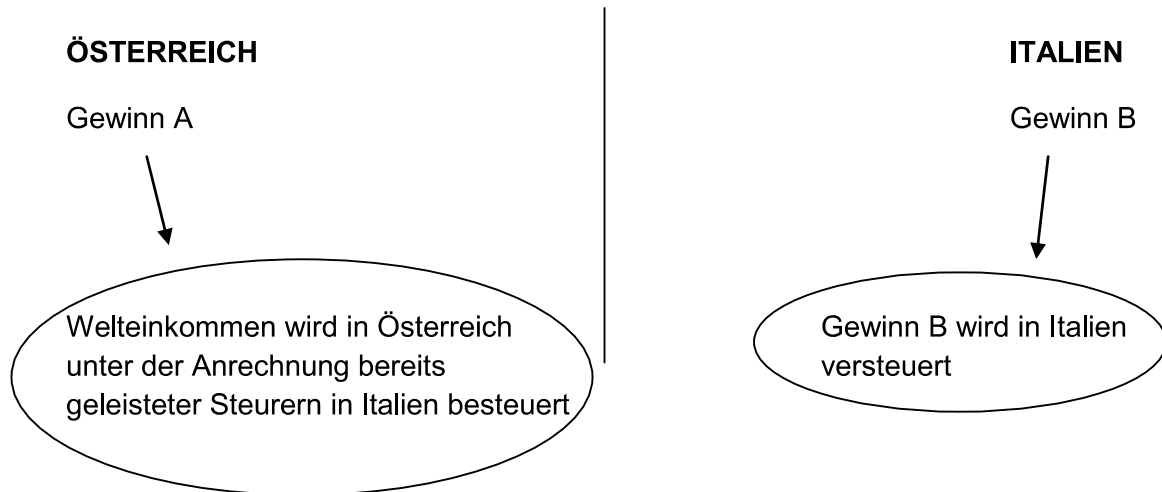 ÖSTERREICH
Gewinn A
Welteinkommen wird in Österreich
unter der Anrechnung bereits
geleisteter Steurern in Italien besteuert
ITALIEN
Gewinn B
Gewinn B wird in Italien
versteuert